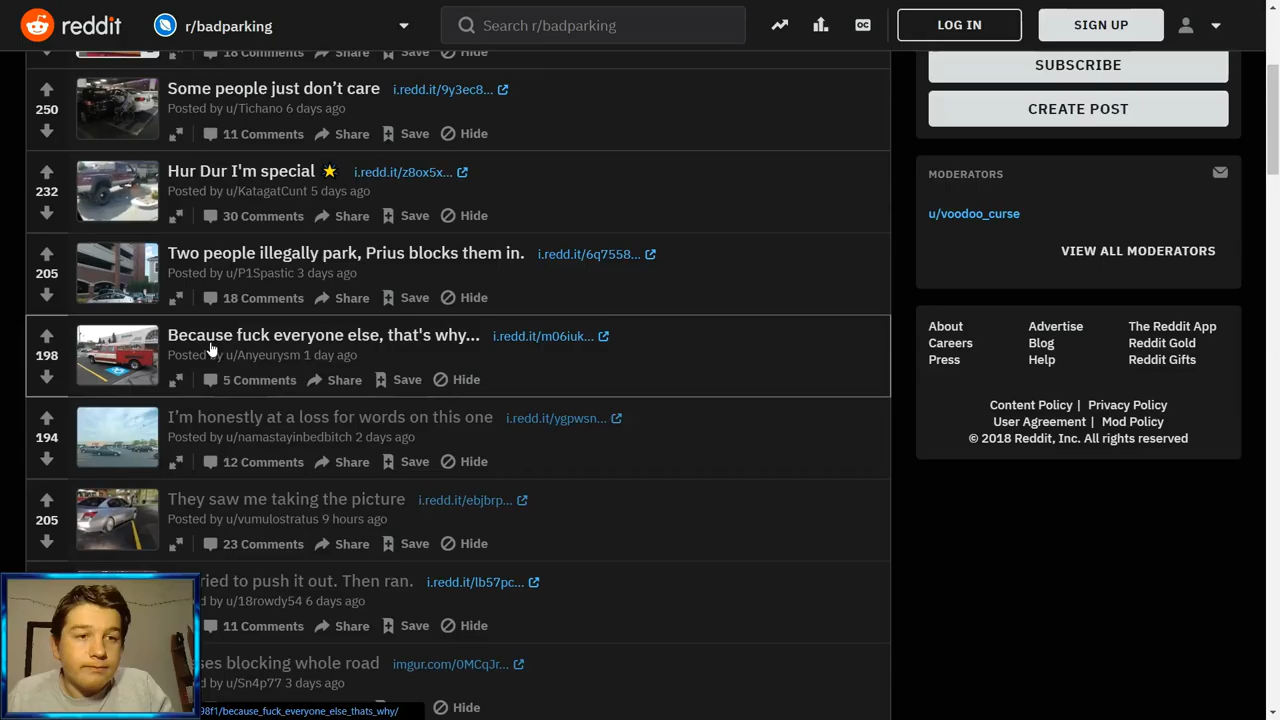 reddit r/badparking Search r/badparking LOG IN SIGN UP
18 Comments Share Save Hide
SUBSCRIBE
250 Some people just don’t care i.redd.it/9y3ec8...
Posted by u/Tichano 6 days ago
11 Comments Share Save Hide
CREATE POST
232 Hur Dur I'm special i.redd.it/z8ox5x...
Posted by u/KatagatCunt 5 days ago
30 Comments Share Save Hide
MODERATORS
u/voodoo_curse
VIEW ALL MODERATORS
205 Two people illegally park, Prius blocks them in. i.redd.it/6q7558...
Posted by u/P1Spastic 3 days ago
18 Comments Share Save Hide
198 Because fuck everyone else, that's why... i.redd.it/m06iuk...
Posted by u/Anyeurysm 1 day ago
5 Comments Share Save Hide
About Advertise The Reddit App
Careers Blog Reddit Gold
Press Help Reddit Gifts
Content Policy | Privacy Policy
User Agreement | Mod Policy
© 2018 Reddit, Inc. All rights reserved
194 I’m honestly at a loss for words on this one i.redd.it/ygpwsn...
Posted by u/namastayinbedbitch 2 days ago
12 Comments Share Save Hide
205 They saw me taking the picture i.redd.it/ebjbrp...
Posted by u/vumulostratus 9 hours ago
23 Comments Share Save Hide
to push it out. Then ran. i.redd.it/lb57pc...
u/18rowdy54 6 days ago
11 Comments Share Save Hide
blocking whole road imgur.com/0MCqJr...
u/Sn4p77 3 days ago
Hide
98f1/because_fuck_everyone_else_thats_why/